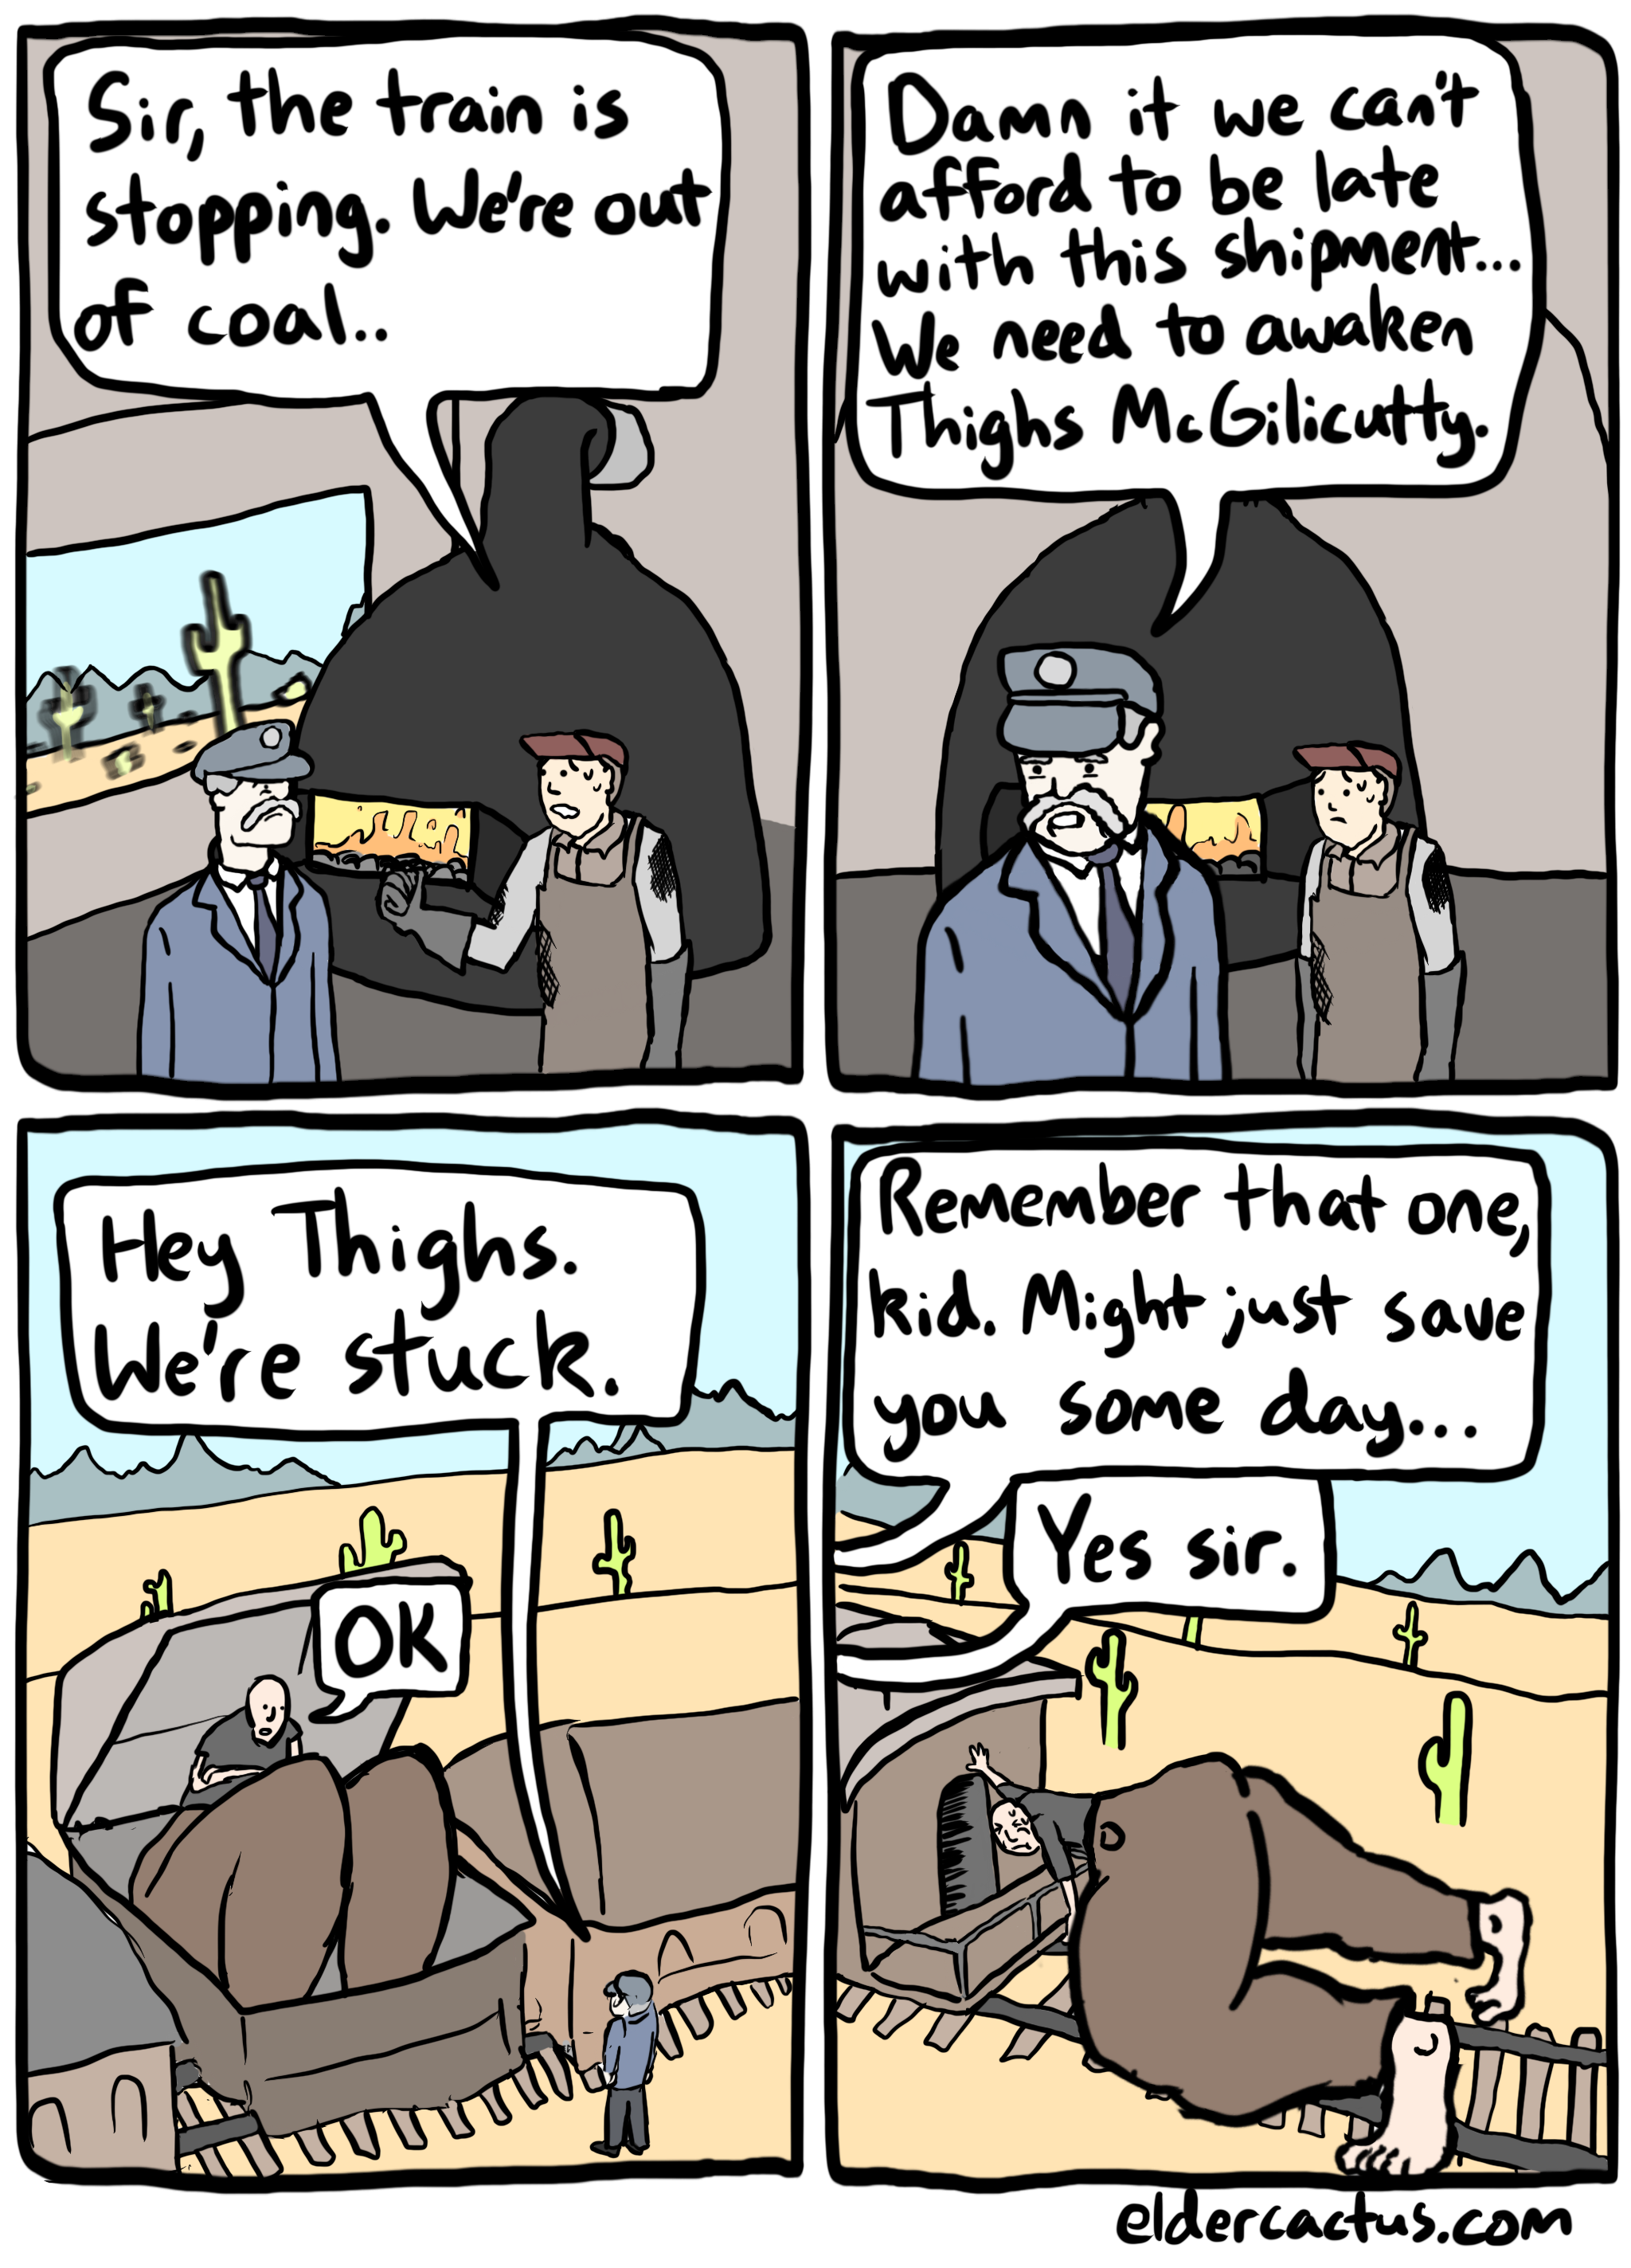 Sir, the train is
stopping. We're out
of coal..
Damn it we can't
afford to be late
with this shipment...
We need to awaken
Thighs McGilicutty.
Hey Thighs.
We're stuck.
OK
Remember that one,
kid. Might just save
you some day...
Yes sir.
eldercactus.com